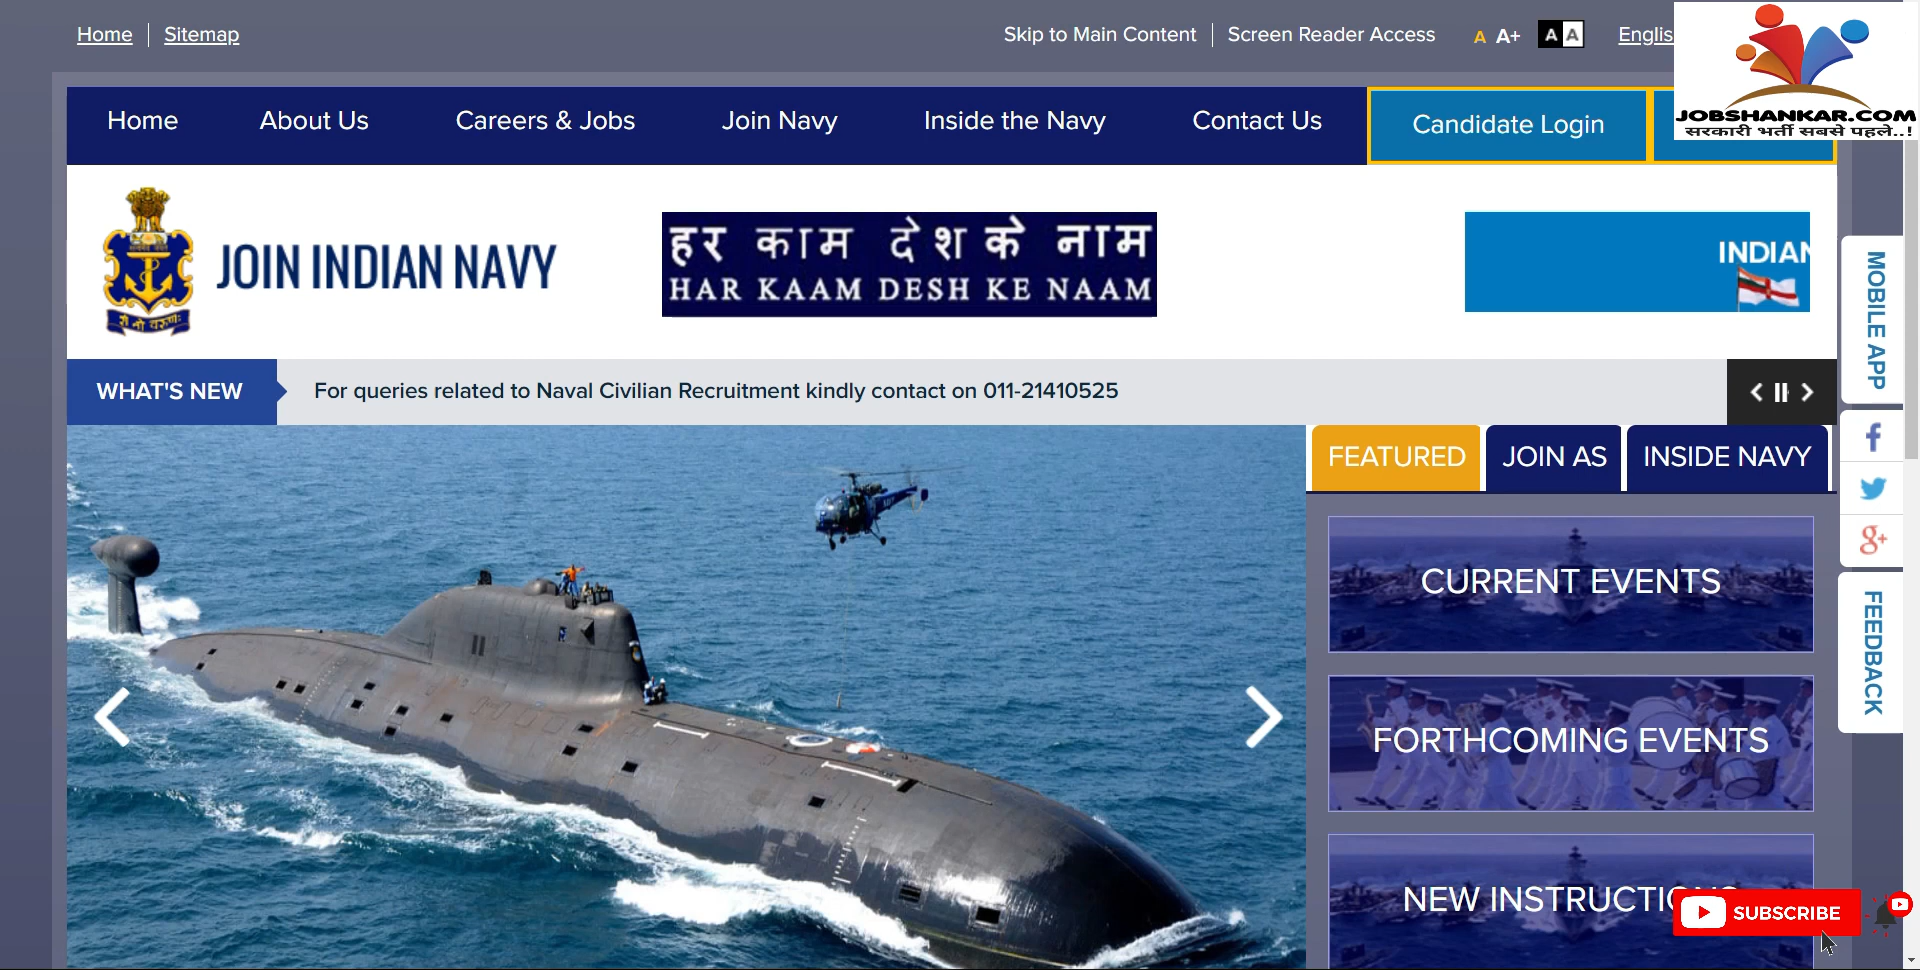 Home
Sitemap
Skip to Main Content
Screen Reader Access
A A+ A A
Englis
JOBSHANKAR.COM
सरकारी भर्ती सबसे पहले..!
Home
About Us
Careers & Jobs
Join Navy
Inside the Navy
Contact Us
Candidate Login
JOIN INDIAN NAVY
हर काम देश के नाम
HAR KAAM DESH KE NAAM
INDIAN
WHAT'S NEW
For queries related to Naval Civilian Recruitment kindly contact on 011-21410525
MOBILE APP
FEATURED
JOIN AS
INSIDE NAVY
CURRENT EVENTS
FORTHCOMING EVENTS
FEEDBACK
NEW INSTRUCTIONS
SUBSCRIBE